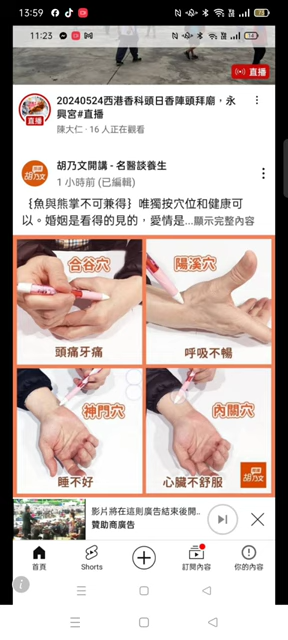 13:59
11:23
直播
20240524西港香科頭日香陣頭拜廟，永
興宮#直播
直播
陳大仁 · 16 人正在觀看
胡乃文開講 - 名醫談養生
1 小時前 (已編輯)
｛魚與熊掌不可兼得｝唯獨按穴位和健康可
以。婚姻是看得的見的，愛情是...顯示完整內容
合谷穴
陽溪穴
頭痛牙痛
呼吸不暢
神門穴
內關穴
睡不好
心臟不舒服
胡乃文
影片將在這則廣告結束後開...
贊助商廣告
首頁
Shorts
訂閱內容
你的內容